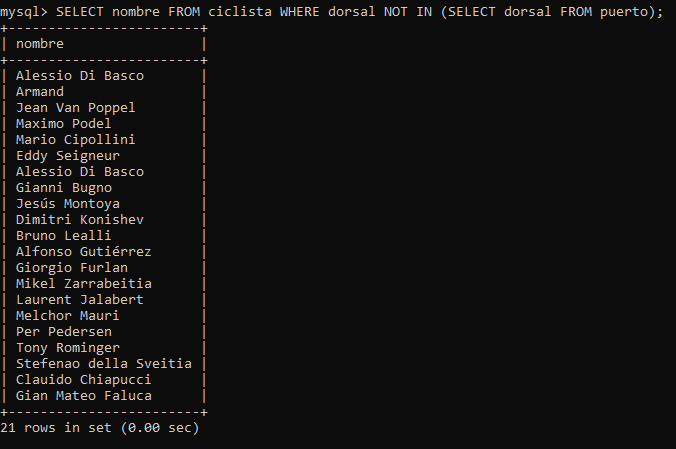 mysql> SELECT nombre FROM ciclista WHERE dorsal NOT IN (SELECT dorsal FROM puerto);
+------------------------+
| nombre                 |
+------------------------+
| Alessio Di Basco       |
| Armand                 |
| Jean Van Poppel        |
| Maximo Podel           |
| Mario Cipollini        |
| Eddy Seigneur          |
| Alessio Di Basco       |
| Gianni Bugno           |
| Jesús Montoya          |
| Dimitri Konishev       |
| Bruno Lealli           |
| Alfonso Gutiérrez      |
| Giorgio Furlan         |
| Mikel Zarrabeitia      |
| Laurent Jalabert       |
| Melchor Mauri          |
| Per Pedersen           |
| Tony Rominger          |
| Stefenao della Sveitia |
| Clauido Chiapucci      |
| Gian Mateo Faluca      |
+------------------------+
21 rows in set (0.00 sec)